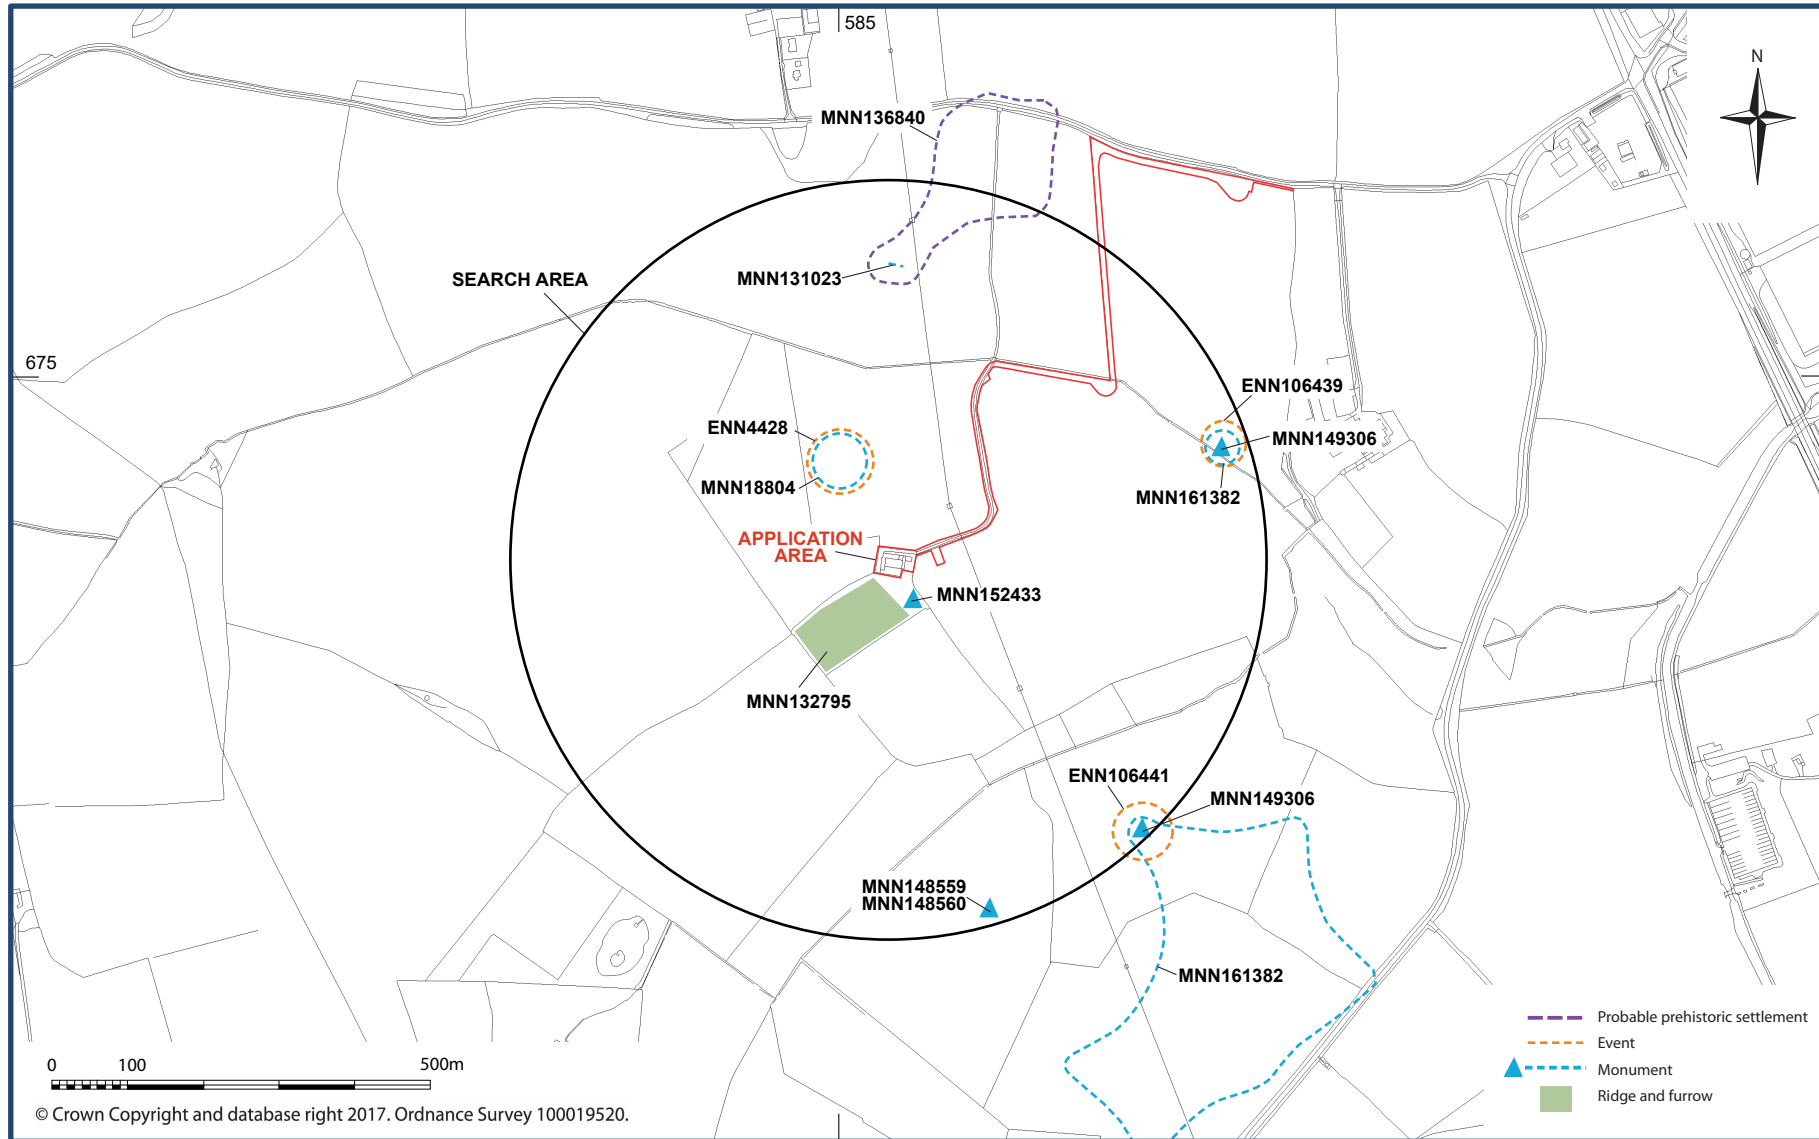 585
N
MNN136840
SEARCH AREA
MNN131023
675
ENN106439
ENN4428
MNN149306
MNN18804
MNN161382
APPLICATION
AREA
MNN152433
MNN132795
ENN106441
MNN149306
MNN148559
MNN148560
MNN161382
Probable prehistoric settlement
Event
Monument
Ridge and furrow
0 100 500m
© Crown Copyright and database right 2017. Ordnance Survey 100019520.